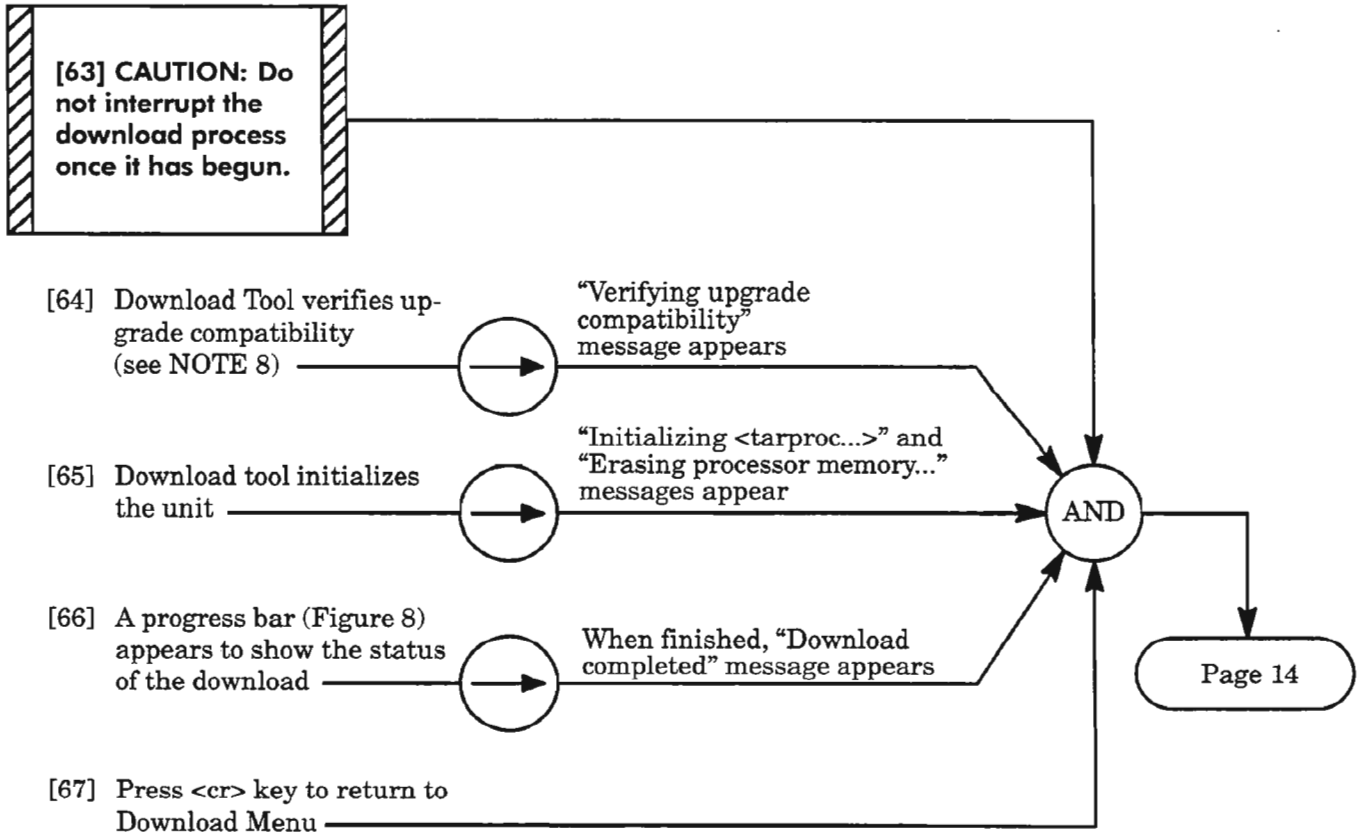 [63] CAUTION: Do
not interrupt the
download process
once it has begun.
[64] Download Tool verifies up-
grade compatibility
(see NOTE 8)
"Verifying upgrade
compatibility"
message appears
[65] Download tool initializes
the unit
"Initializing <tarproc...>" and
"Erasing processor memory..."
messages appear
AND
[66] A progress bar (Figure 8)
appears to show the status
of the download
When finished, "Download
completed" message appears
Page 14
[67] Press <cr> key to return to
Download Menu